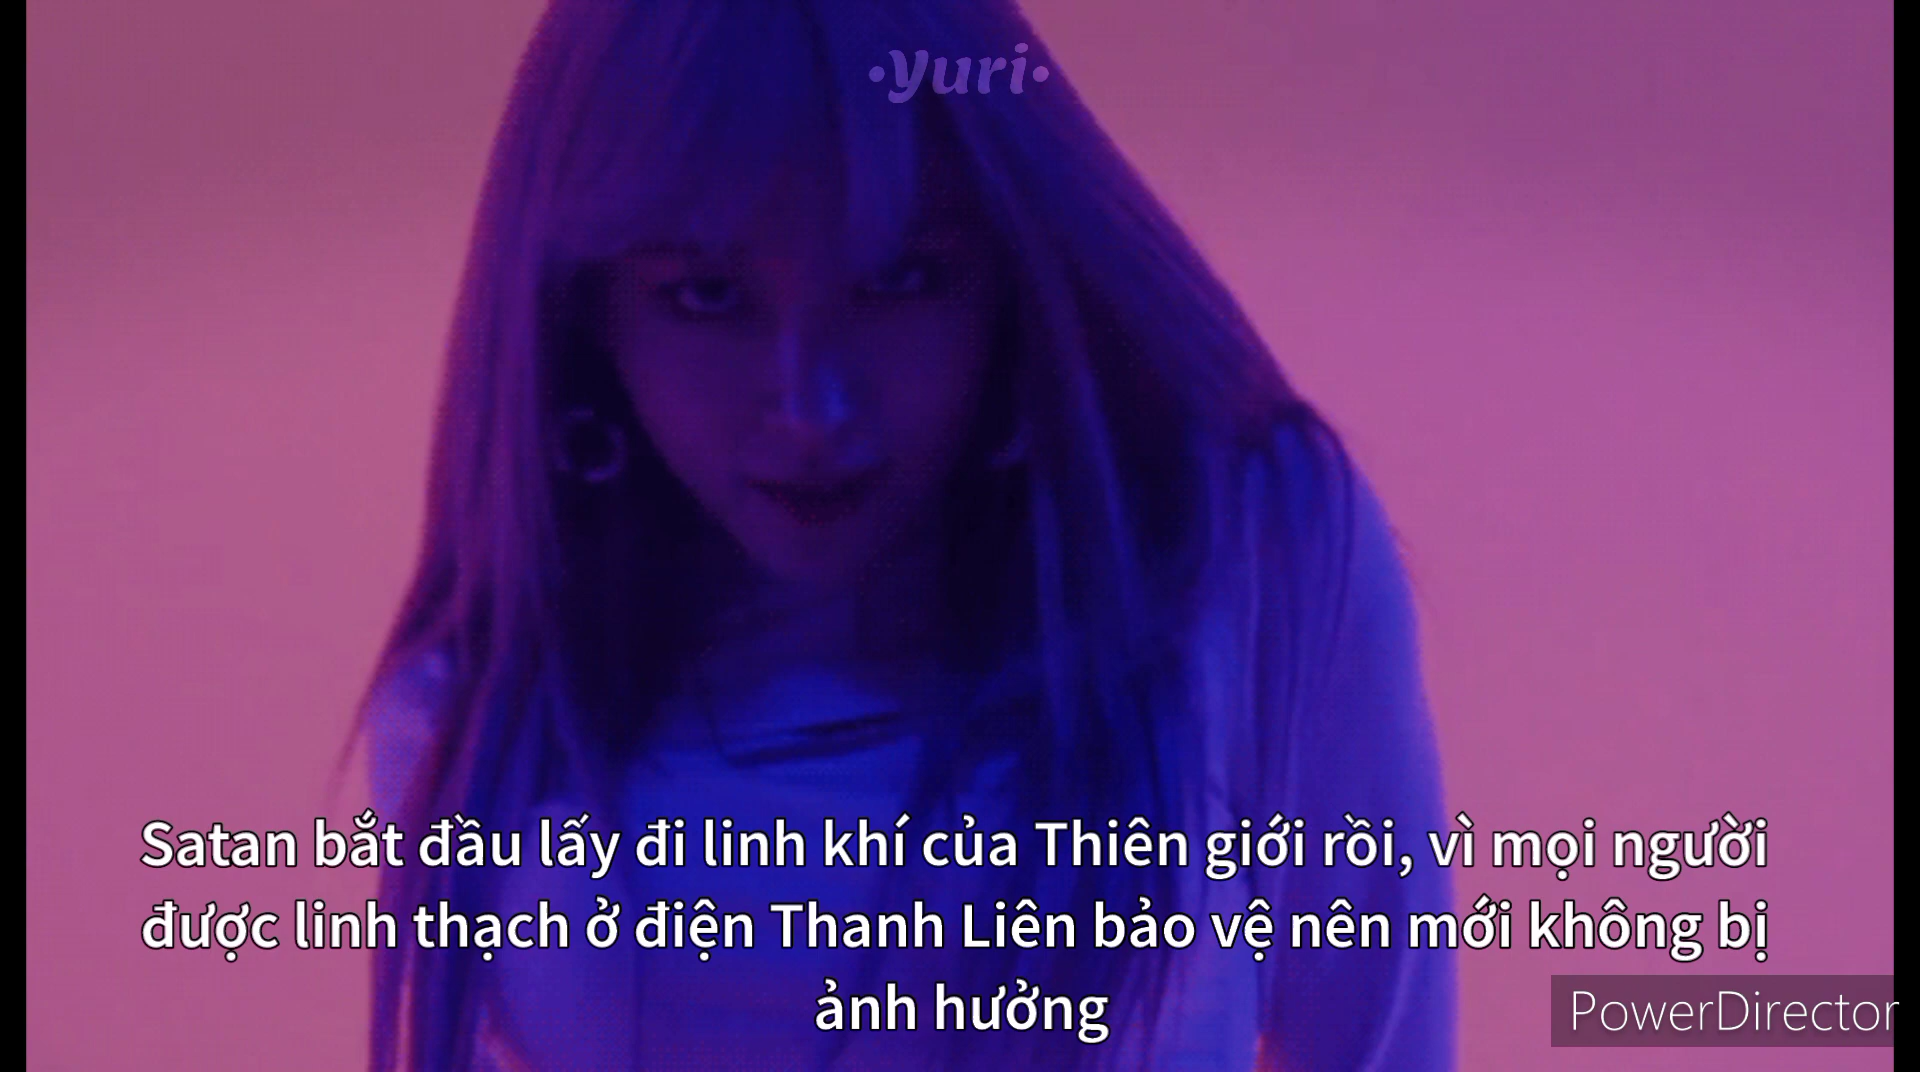 •Yuri•
Satan bắt đầu lấy đi linh khí của Thiên giới rồi, vì mọi người
được linh thạch ở điện Thanh Liên bảo vệ nên mới không bị
ảnh hưởng
PowerDirector